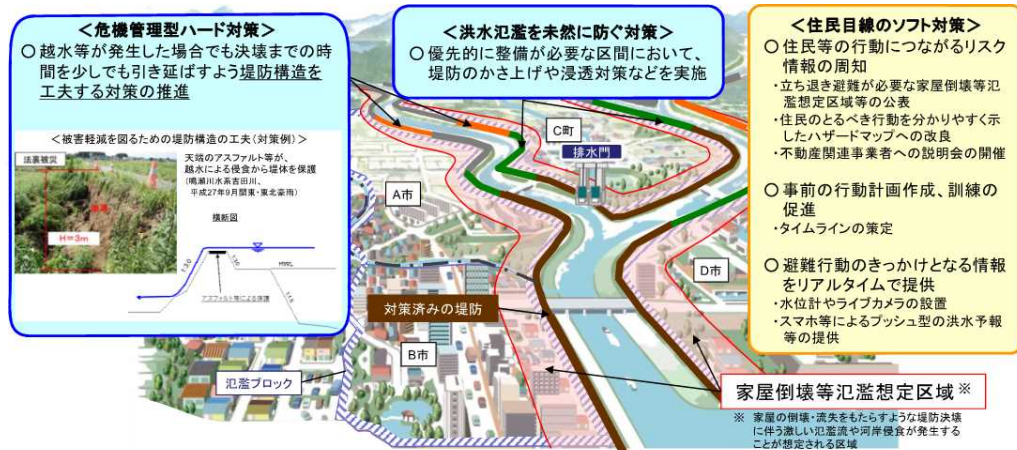 ＜危機管理型ハード対策＞
○ 越水等が発生した場合でも決壊までの時
間を少しでも引き延ばすよう堤防構造を
工夫する対策の推進
＜被害軽減を図るための堤防構造の工夫(対策例)＞
法裏被災
H=3m
天端のアスファルト等が、
越水による侵食から堤体を保護
(鳴瀬川水系吉田川、
平成27年9月関東・東北豪雨)
横断図
アスファルト等による保護
＜洪水氾濫を未然に防ぐ対策＞
○ 優先的に整備が必要な区間において、
堤防のかさ上げや浸透対策などを実施
C町
排水門
A市
D市
対策済みの堤防
B市
氾濫ブロック
＜住民目線のソフト対策＞
○ 住民等の行動につながるリスク
情報の周知
・立ち退き避難が必要な家屋倒壊等氾
濫想定区域等の公表
・住民のとるべき行動を分かりやすく示
したハザードマップへの改良
・不動産関連事業者への説明会の開催
○ 事前の行動計画作成、訓練の
促進
・タイムラインの策定
○ 避難行動のきっかけとなる情報
をリアルタイムで提供
・水位計やライブカメラの設置
・スマホ等によるプッシュ型の洪水予報
等の提供
家屋倒壊等氾濫想定区域※
※ 家屋の倒壊・流失をもたらすような堤防決壊
に伴う激しい氾濫流や河岸侵食が発生する
ことが想定される区域